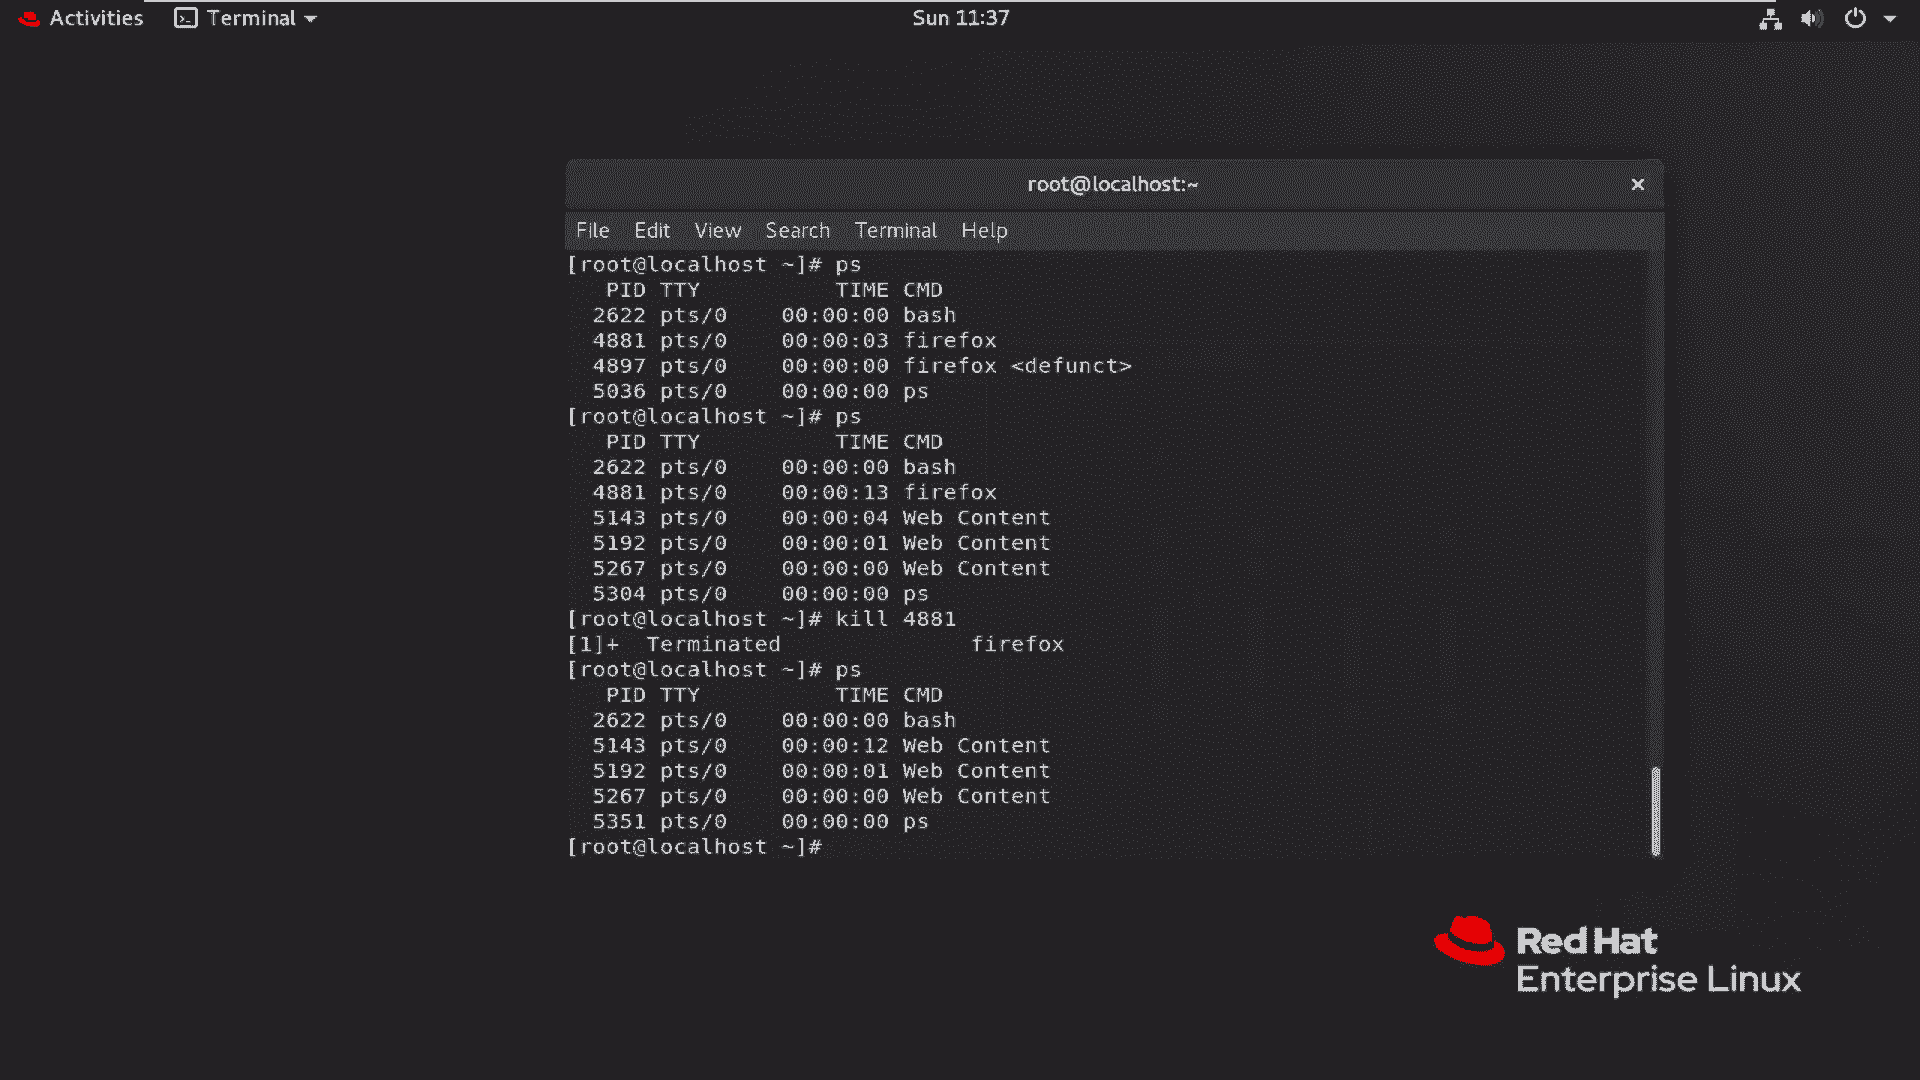 Activities Terminal Sun 11:37
root@localhost:~ ×
File Edit View Search Terminal Help
[root@localhost ~]# ps
   PID TTY          TIME CMD
  2622 pts/0    00:00:00 bash
  4881 pts/0    00:00:03 firefox
  4897 pts/0    00:00:00 firefox <defunct>
  5036 pts/0    00:00:00 ps
[root@localhost ~]# ps
   PID TTY          TIME CMD
  2622 pts/0    00:00:00 bash
  4881 pts/0    00:00:13 firefox
  5143 pts/0    00:00:04 Web Content
  5192 pts/0    00:00:01 Web Content
  5267 pts/0    00:00:00 Web Content
  5304 pts/0    00:00:00 ps
[root@localhost ~]# kill 4881
[1]+  Terminated              firefox
[root@localhost ~]# ps
   PID TTY          TIME CMD
  2622 pts/0    00:00:00 bash
  5143 pts/0    00:00:12 Web Content
  5192 pts/0    00:00:01 Web Content
  5267 pts/0    00:00:00 Web Content
  5351 pts/0    00:00:00 ps
[root@localhost ~]#
Red Hat
Enterprise Linux